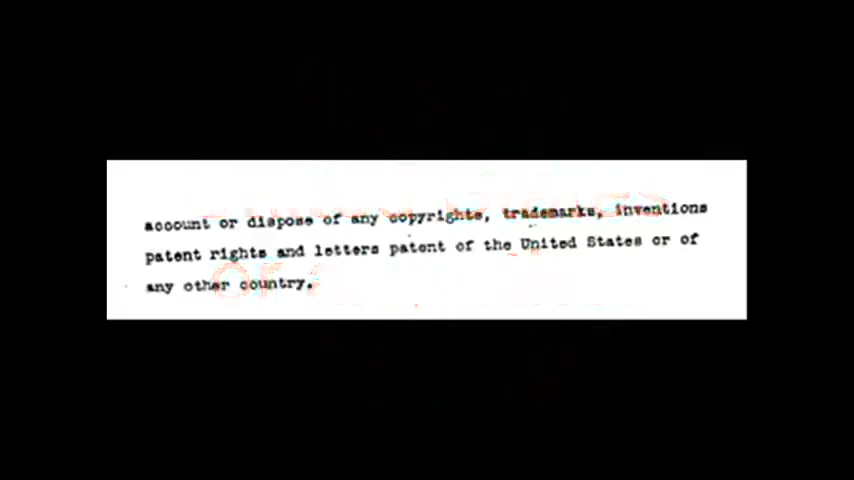 account or dispose of any copyrights, trademarks, inventions
patent rights and letters patent of the United States or of
any other country.